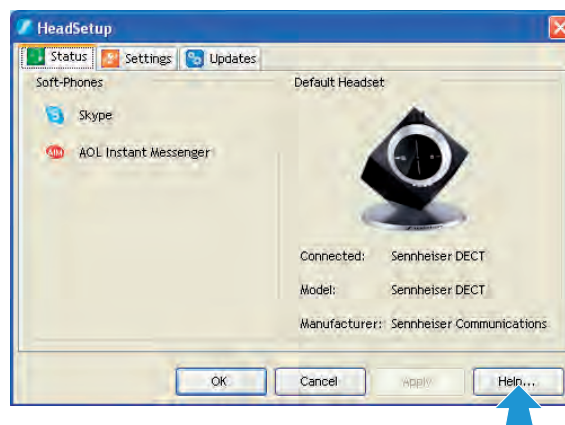 HeadSetup
Status Settings Updates
Soft-Phones
Skype
AOL Instant Messenger
Default Headset
Connected: Sennheiser DECT
Model: Sennheiser DECT
Manufacturer: Sennheiser Communications
OK Cancel Apply Help...